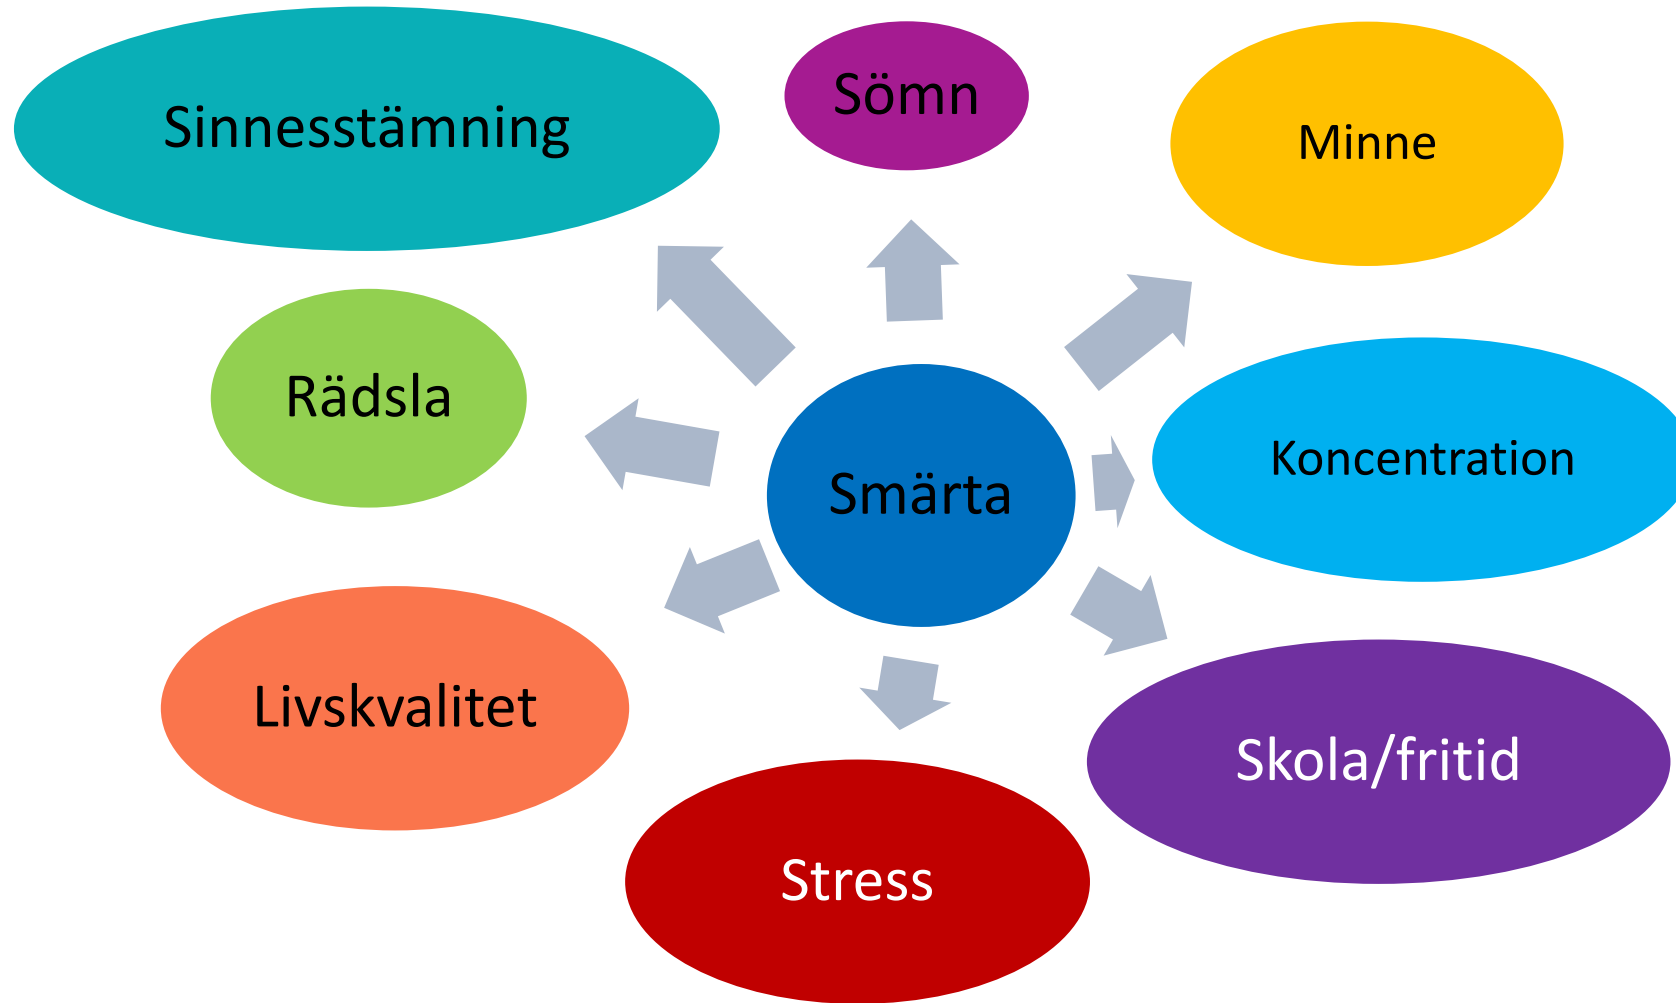 Sinnesstämning
Sömn
Minne
Rädsla
Smärta
Koncentration
Livskvalitet
Skola/fritid
Stress